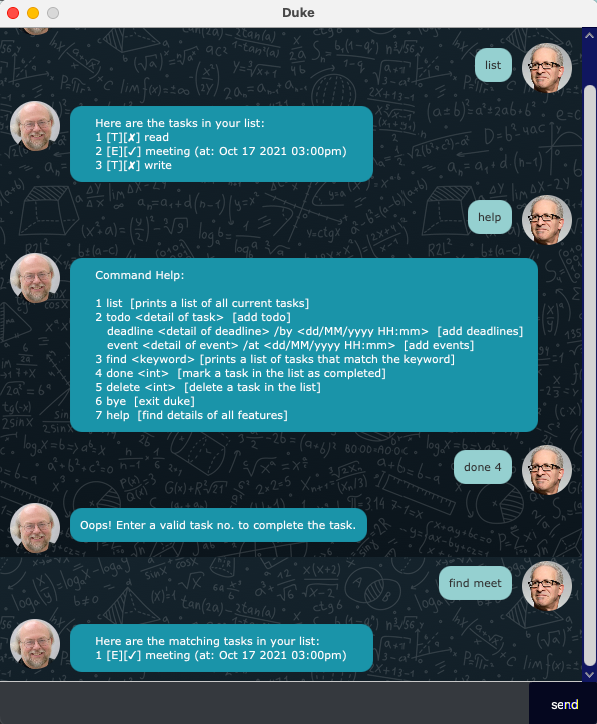 Duke
list
Here are the tasks in your list:
1 [T][✗] read
2 [E][✓] meeting (at: Oct 17 2021 03:00pm)
3 [T][✗] write
help
Command Help:
1 list  [prints a list of all current tasks]
2 todo <detail of task>  [add todo]
deadline <detail of deadline> /by <dd/MM/yyyy HH:mm>  [add deadlines]
event <detail of event> /at <dd/MM/yyyy HH:mm>  [add events]
3 find <keyword> [prints a list of tasks that match the keyword]
4 done <int>  [mark a task in the list as completed]
5 delete <int>  [delete a task in the list]
6 bye  [exit duke]
7 help  [find details of all features]
done 4
Oops! Enter a valid task no. to complete the task.
find meet
Here are the matching tasks in your list:
1 [E][✓] meeting (at: Oct 17 2021 03:00pm)
send